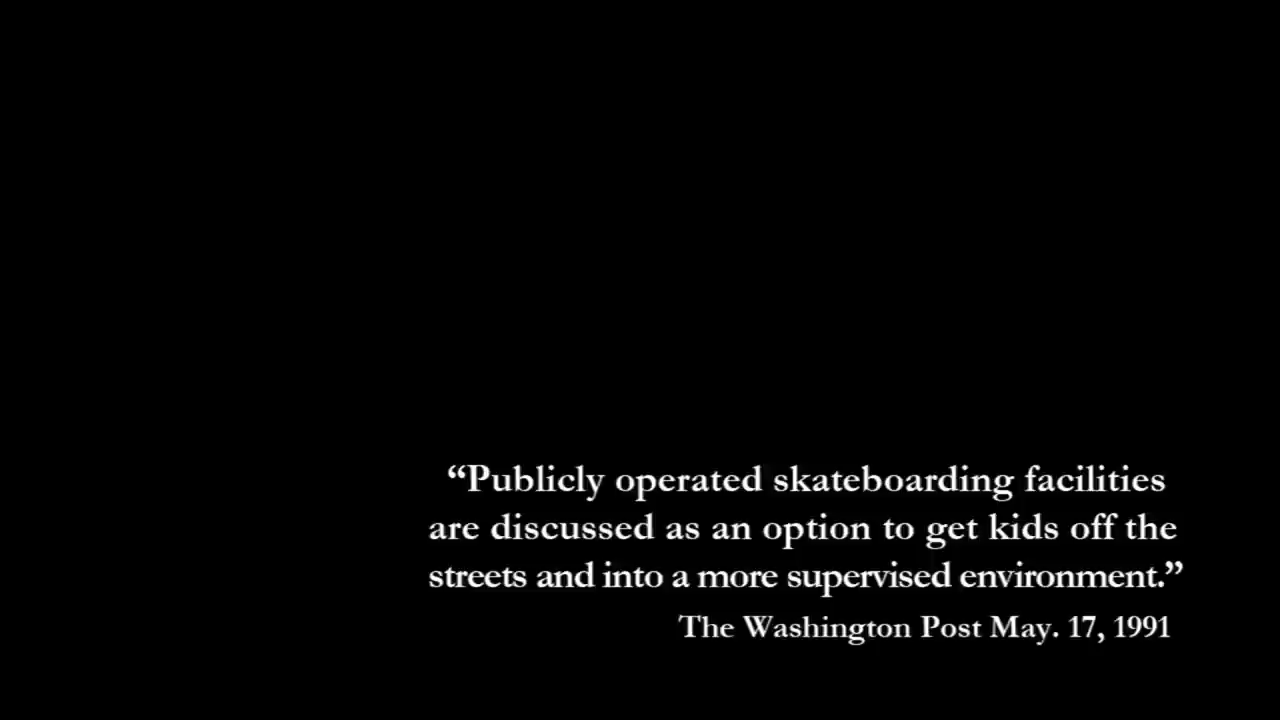 “Publicly operated skateboarding facilities
are discussed as an option to get kids off the
streets and into a more supervised environment.”
The Washington Post May. 17, 1991